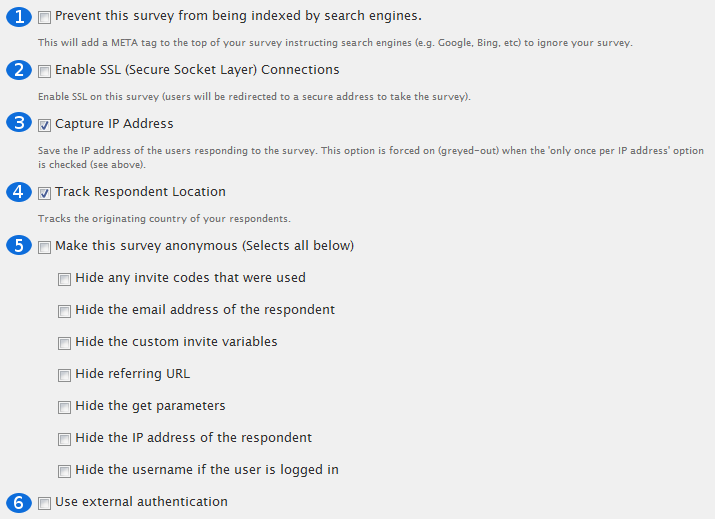 1 Prevent this survey from being indexed by search engines.
This will add a META tag to the top of your survey instructing search engines (e.g. Google, Bing, etc) to ignore your survey.
2 Enable SSL (Secure Socket Layer) Connections
Enable SSL on this survey (users will be redirected to a secure address to take the survey).
3 Capture IP Address
Save the IP address of the users responding to the survey. This option is forced on (greyed-out) when the 'only once per IP address' option
is checked (see above).
4 Track Respondent Location
Tracks the originating country of your respondents.
5 Make this survey anonymous (Selects all below)
Hide any invite codes that were used
Hide the email address of the respondent
Hide the custom invite variables
Hide referring URL
Hide the get parameters
Hide the IP address of the respondent
Hide the username if the user is logged in
6 Use external authentication